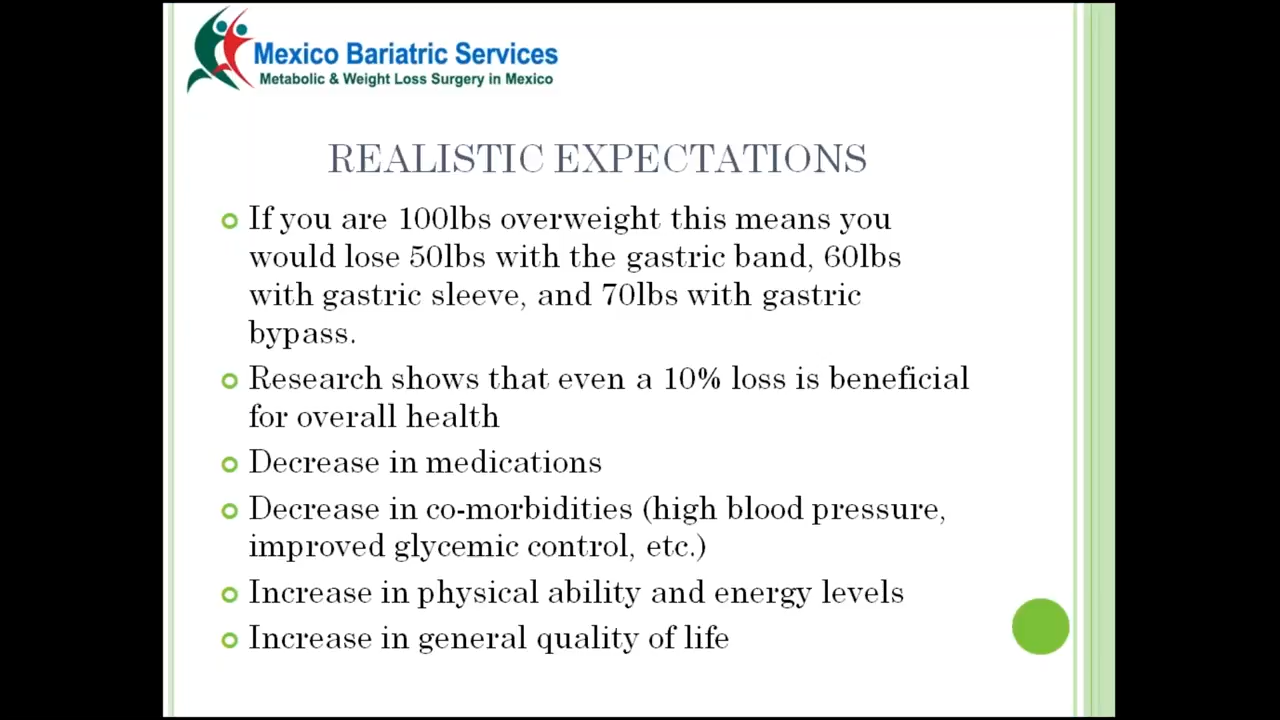 Mexico Bariatric Services
Metabolic & Weight Loss Surgery in Mexico
REALISTIC EXPECTATIONS
If you are 100lbs overweight this means you
would lose 50lbs with the gastric band, 60lbs
with gastric sleeve, and 70lbs with gastric
bypass.
Research shows that even a 10% loss is beneficial
for overall health
Decrease in medications
Decrease in co-morbidities (high blood pressure,
improved glycemic control, etc.)
Increase in physical ability and energy levels
Increase in general quality of life